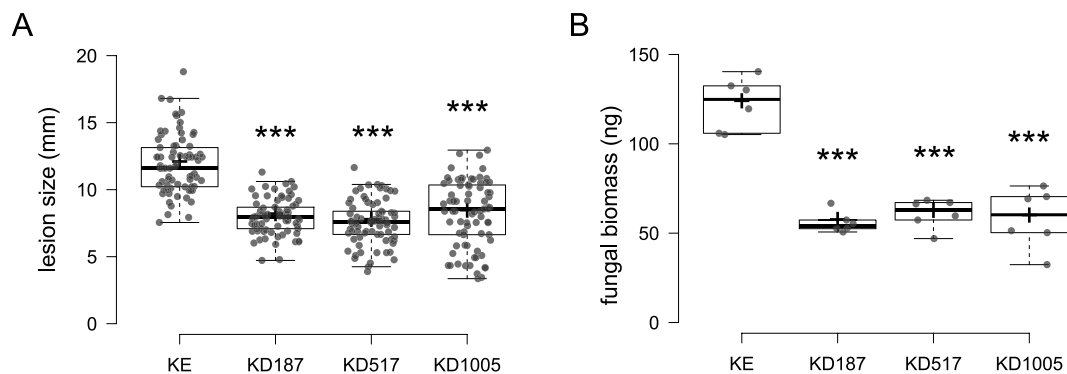 A
B
20
15
10
5
0
lesion size (mm)
***
***
***
KE
KD187
KD517
KD1005
150
100
50
0
fungal biomass (ng)
***
***
***
KE
KD187
KD517
KD1005